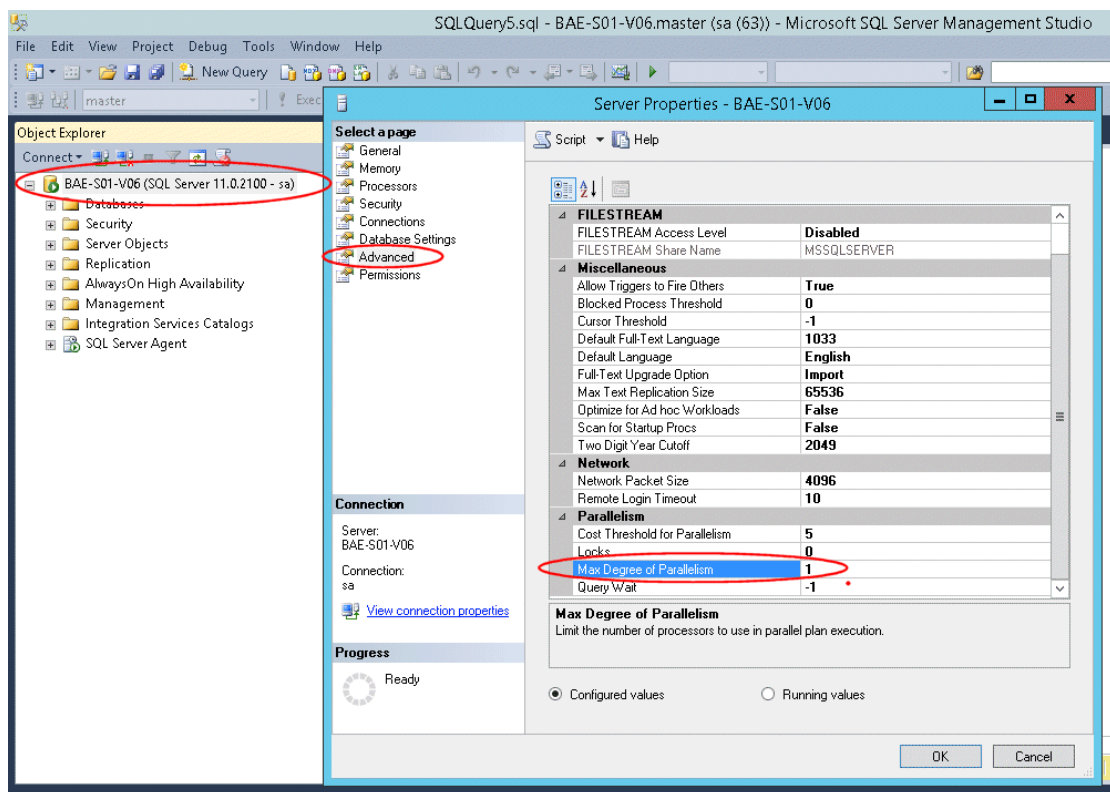 SQLQuery5.sql - BAE-S01-V06.master (sa (63)) - Microsoft SQL Server Management Studio
File Edit View Project Debug Tools Window Help
New Query
master
Exec
Object Explorer
Connect
BAE-S01-V06 (SQL Server 11.0.2100 - sa)
Databases
Security
Server Objects
Replication
AlwaysOn High Availability
Management
Integration Services Catalogs
SQL Server Agent
Server Properties - BAE-S01-V06
Select a page
General
Memory
Processors
Security
Connections
Database Settings
Advanced
Permissions
Connection
Server:
BAE-S01-V06
Connection:
sa
View connection properties
Progress
Ready
Script Help
FILESTREAM
FILESTREAM Access Level Disabled
FILESTREAM Share Name MSSQLSERVER
Miscellaneous
Allow Triggers to Fire Others True
Blocked Process Threshold 0
Cursor Threshold -1
Default Full-Text Language 1033
Default Language English
Full-Text Upgrade Option Import
Max Text Replication Size 65536
Optimize for Ad hoc Workloads False
Scan for Startup Procs False
Two Digit Year Cutoff 2049
Network
Network Packet Size 4096
Remote Login Timeout 10
Parallelism
Cost Threshold for Parallelism 5
Locks 0
Max Degree of Parallelism 1
Query Wait -1
Max Degree of Parallelism
Limit the number of processors to use in parallel plan execution.
Configured values Running values
OK Cancel